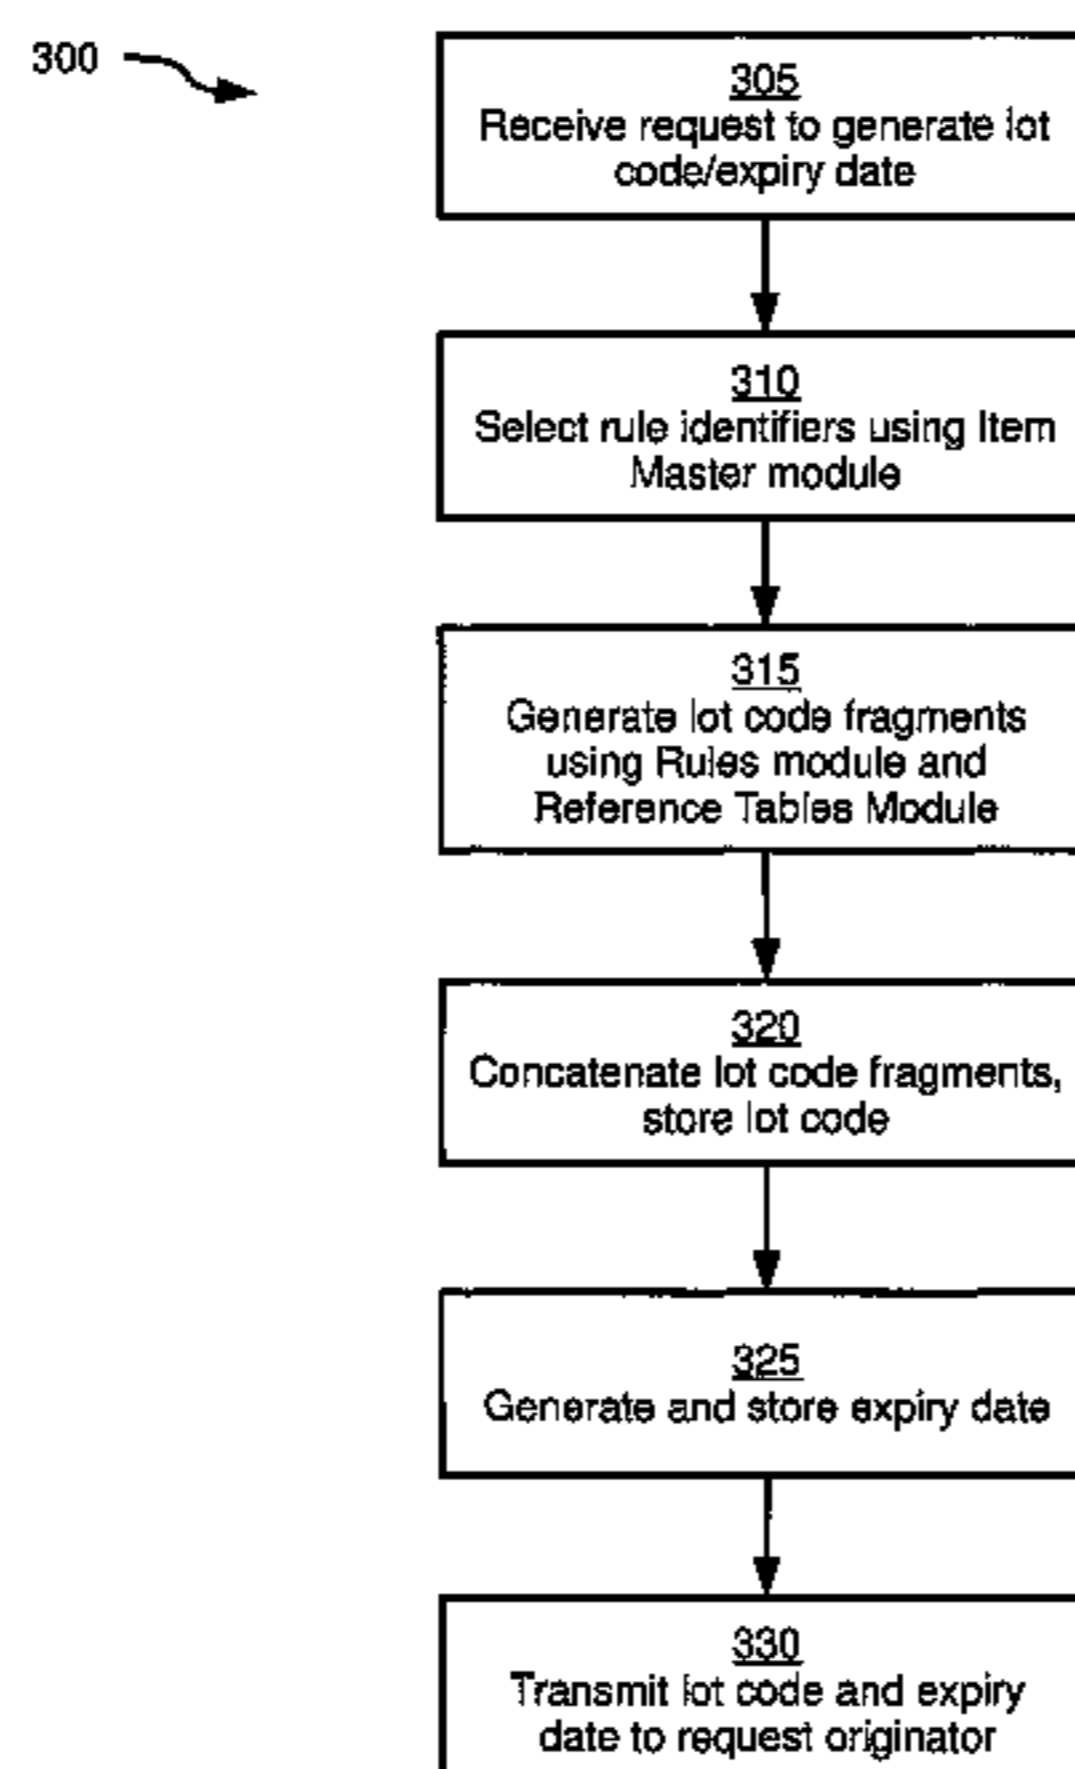 300
305
Receive request to generate lot
code/expiry date
310
Select rule identifiers using Item
Master module
315
Generate lot code fragments
using Rules module and
Reference Tables Module
320
Concatenate lot code fragments,
store lot code
325
Generate and store expiry date
330
Transmit lot code and expiry
date to request originator